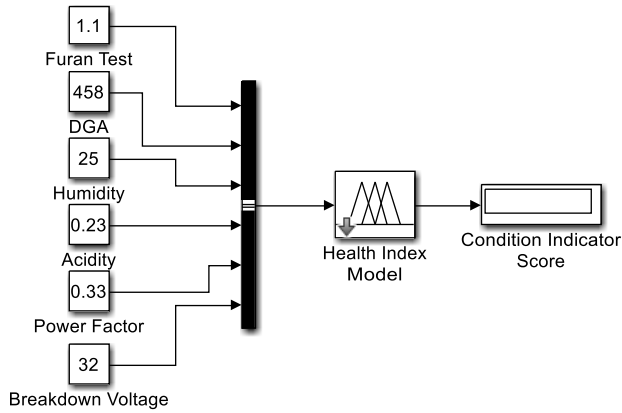 1.1
Furan Test
458
DGA
25
Humidity
0.23
Acidity
0.33
Power Factor
32
Breakdown Voltage
Health Index
Model
Condition Indicator
Score